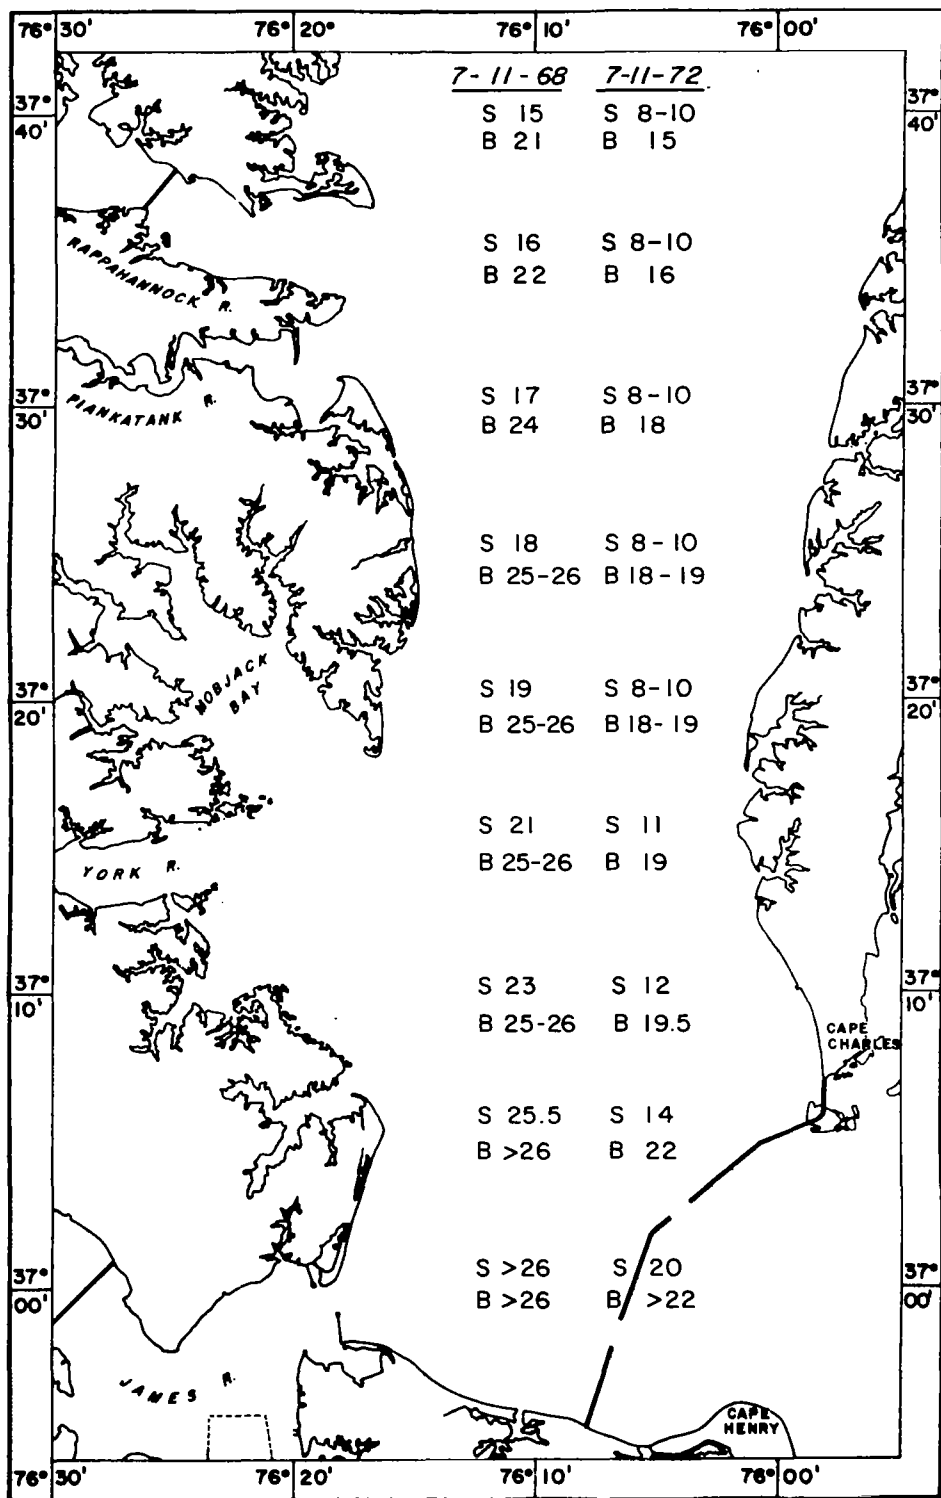 76° 30' 76° 20' 76° 10' 76° 00'
7-11-68 7-11-72
37° 40' S 15 S 8-10 37° 40'
B 21 B 15
S 16 S 8-10
B 22 B 16
RAPPAHANNOCK R.
37° 30' S 17 S 8-10 37° 30'
PIANKATANK R.
B 24 B 18
S 18 S 8-10
B 25-26 B 18-19
MOBJACK
BAY
37° 20' S 19 S 8-10 37° 20'
B 25-26 B 18-19
S 21 S 11
B 25-26 B 19
YORK R.
37° 10' S 23 S 12 37° 10'
B 25-26 B 19.5
CAPE
CHARLES
S 25.5 S 14
B >26 B 22
37° 00' S >26 S 20 37° 00'
B >26 B >22
JAMES R.
CAPE
HENRY
76° 30' 76° 20' 76° 10' 76° 00'